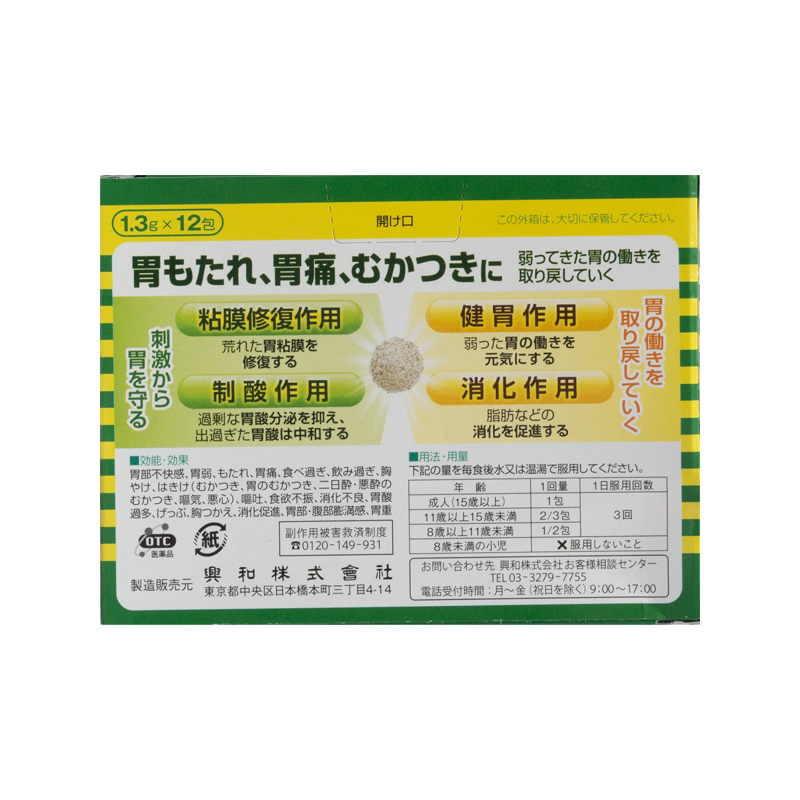 1.3g×12包
開け口
この外箱は、大切に保管してください。
胃もたれ、胃痛、むかつきに
弱ってきた胃の働きを
取り戻していく
刺激から
胃を守る
粘膜修復作用
荒れた胃粘膜を
修復する
制酸作用
過剰な胃酸分泌を抑え、
出過ぎた胃酸は中和する
健胃作用
弱った胃の働きを
元気にする
消化作用
脂肪などの
消化を促進する
胃の働きを
取り戻していく
■効能・効果
胃部不快感、胃弱、もたれ、胃痛、食べ過ぎ、飲み過ぎ、胸
やけ、はきけ(むかつき、胃のむかつき、二日酔・悪酔の
むかつき、嘔気、悪心)、嘔吐、食欲不振、消化不良、胃酸
過多、げっぷ、胸つかえ、消化促進、胃部・腹部膨満感、胃重
OTC
医薬品
紙
副作用被害救済制度
☎0120-149-931
製造販売元 興和株式會社
東京都中央区日本橋本町三丁目4-14
■用法・用量
下記の量を毎食後水又は温湯で服用してください。
年齢 1回量 1日服用回数
成人(15歳以上) 1包
11歳以上15歳未満 2/3包 3回
8歳以上11歳未満 1/2包
8歳未満の小児 ×服用しないこと
お問い合わせ先 興和株式会社お客様相談センター
TEL 03-3279-7755
電話受付時間:月～金(祝日を除く)9:00～17:00